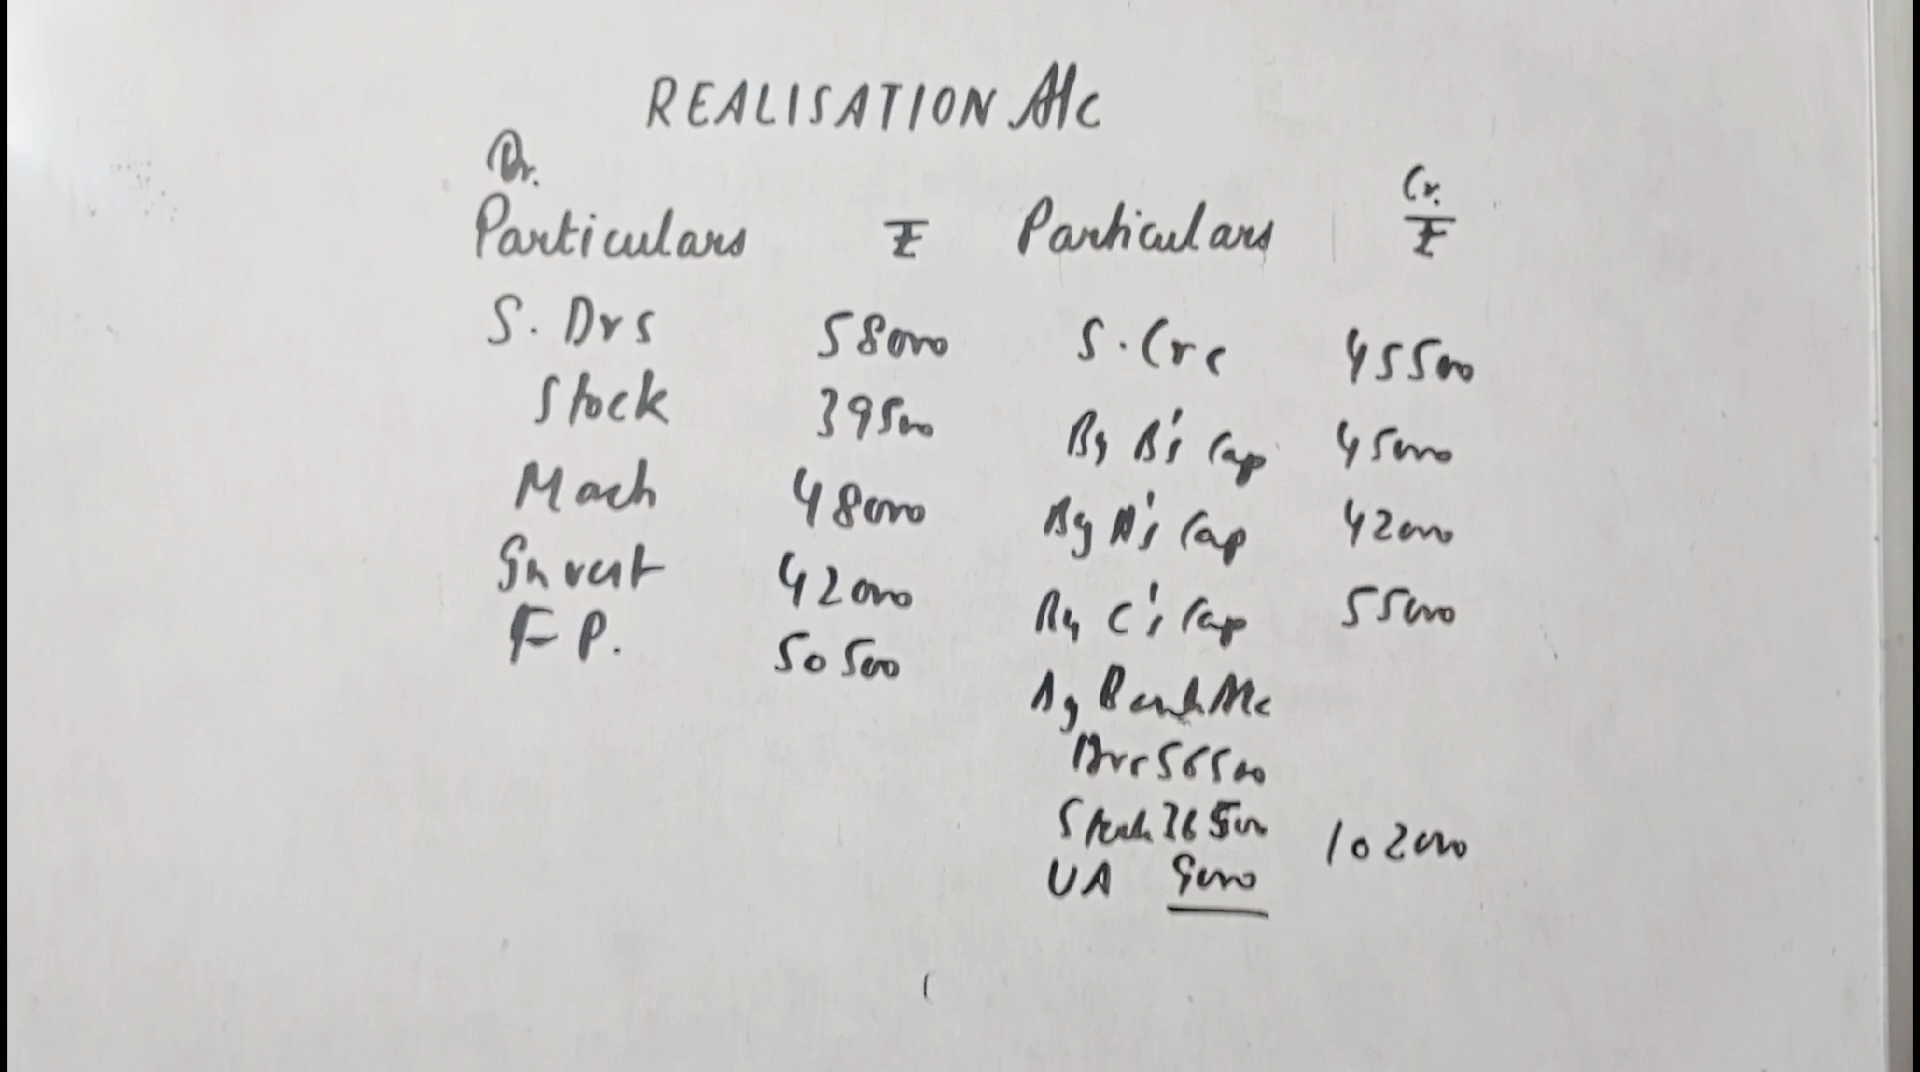 REALISATION A/c
Dr.
Cr.
Particulars ₹ Particulars ₹
S. Drs 58000 S. Crs 45500
Stock 39500 By B's Cap 45000
Mach 48000 By A's Cap 42000
Invest 42000 By C's Cap 55000
F P. 50500
By Bank A/c
Drs 56500
Stock 36500 102000
UA 9000